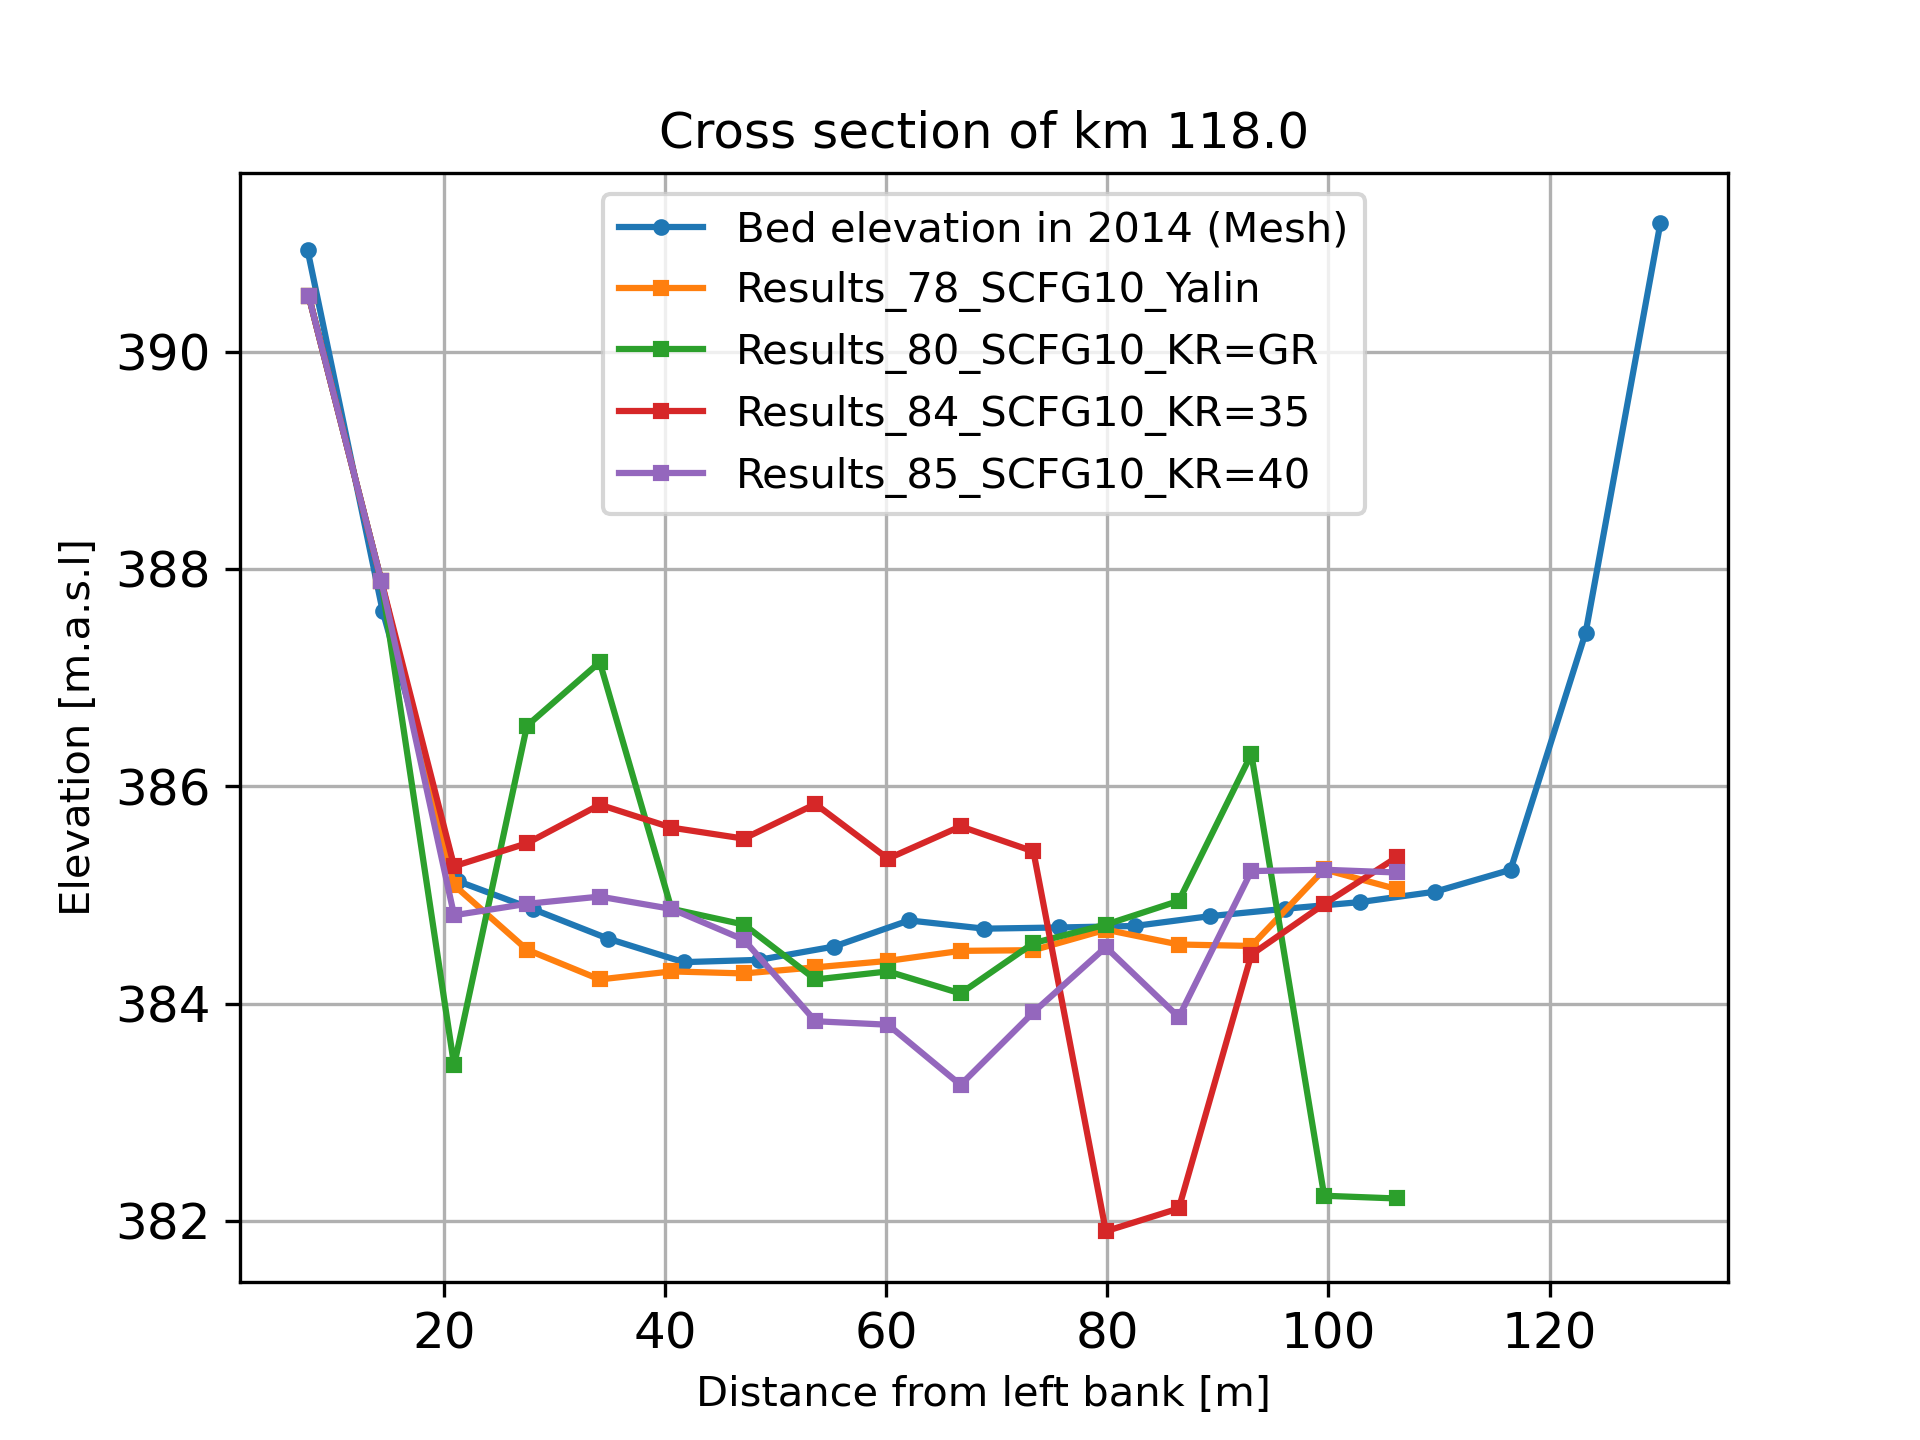 Cross section of km 118.0
Bed elevation in 2014 (Mesh)
Results_78_SCFG10_Yalin
Results_80_SCFG10_KR=GR
Results_84_SCFG10_KR=35
Results_85_SCFG10_KR=40
Elevation [m.a.s.l]
390
388
386
384
382
20 40 60 80 100 120
Distance from left bank [m]